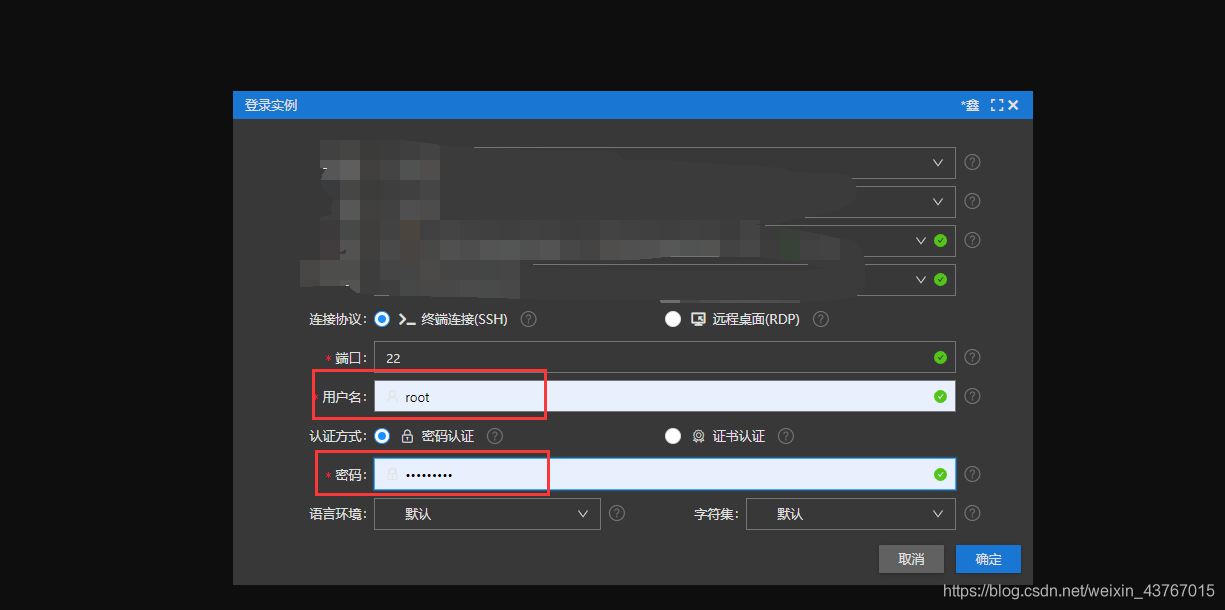 登录实例 *鑫
连接协议: 终端连接(SSH) 远程桌面(RDP)
* 端口: 22
* 用户名: root
认证方式: 密码认证 证书认证
* 密码: •••••••••
语言环境: 默认 字符集: 默认
取消 确定
https://blog.csdn.net/weixin_43767015